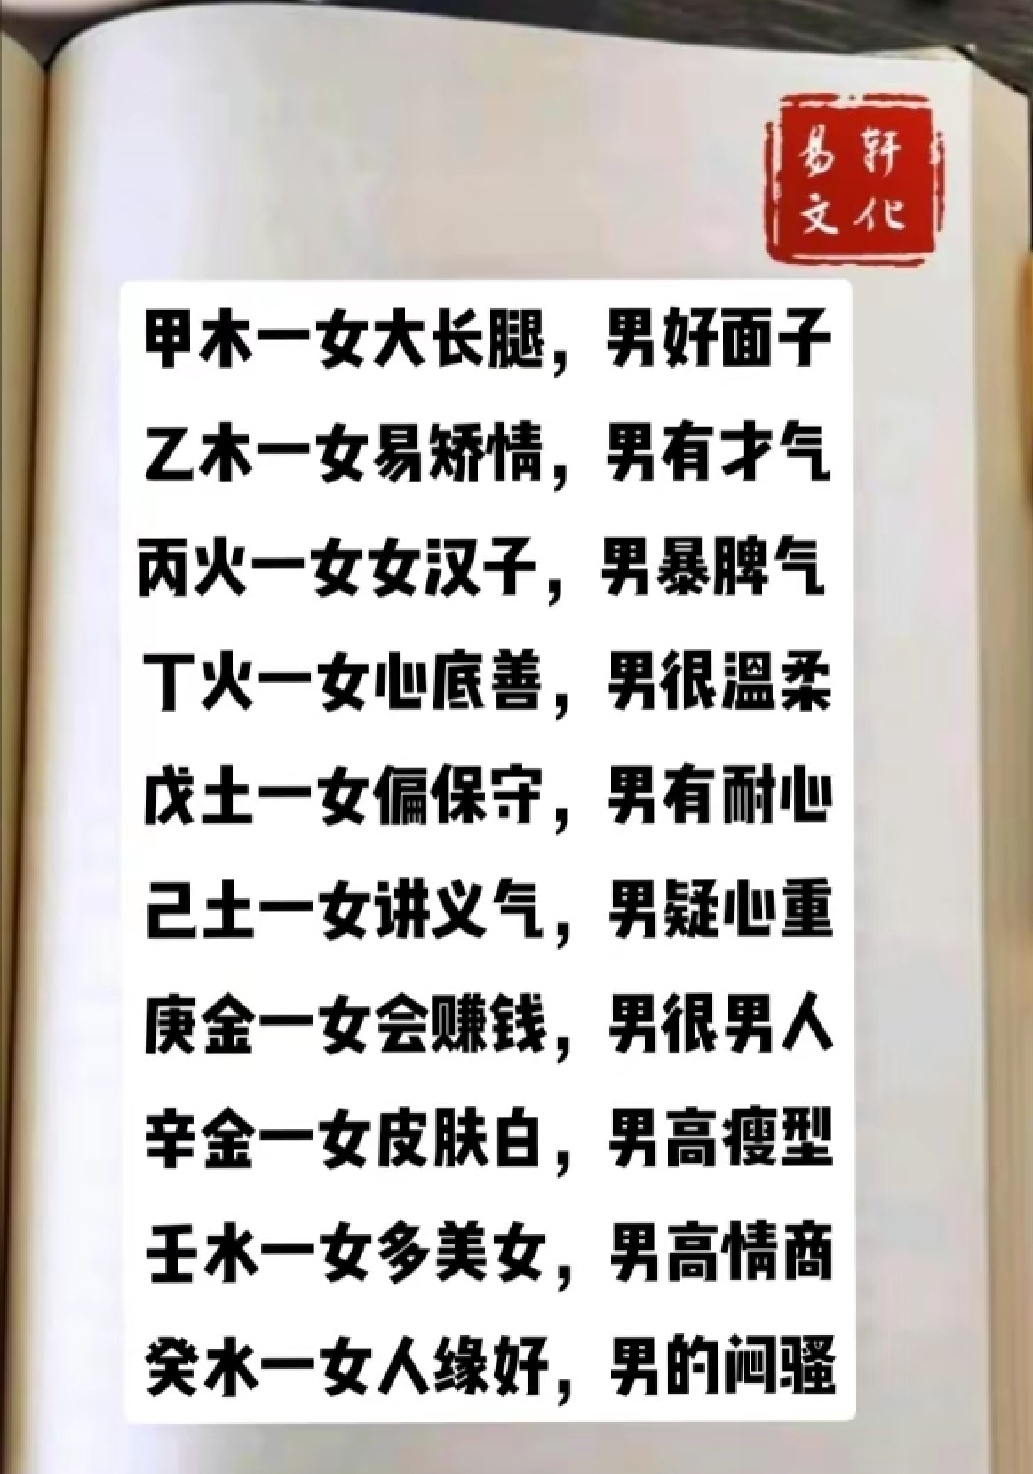 易轩
文化
甲木一女大长腿，男好面子
乙木一女易矫情，男有才气
丙火一女女汉子，男暴脾气
丁火一女心底善，男很温柔
戊土一女偏保守，男有耐心
己土一女讲义气，男疑心重
庚金一女会赚钱，男很男人
辛金一女皮肤白，男高瘦型
壬水一女多美女，男高情商
癸水一女人缘好，男的闷骚